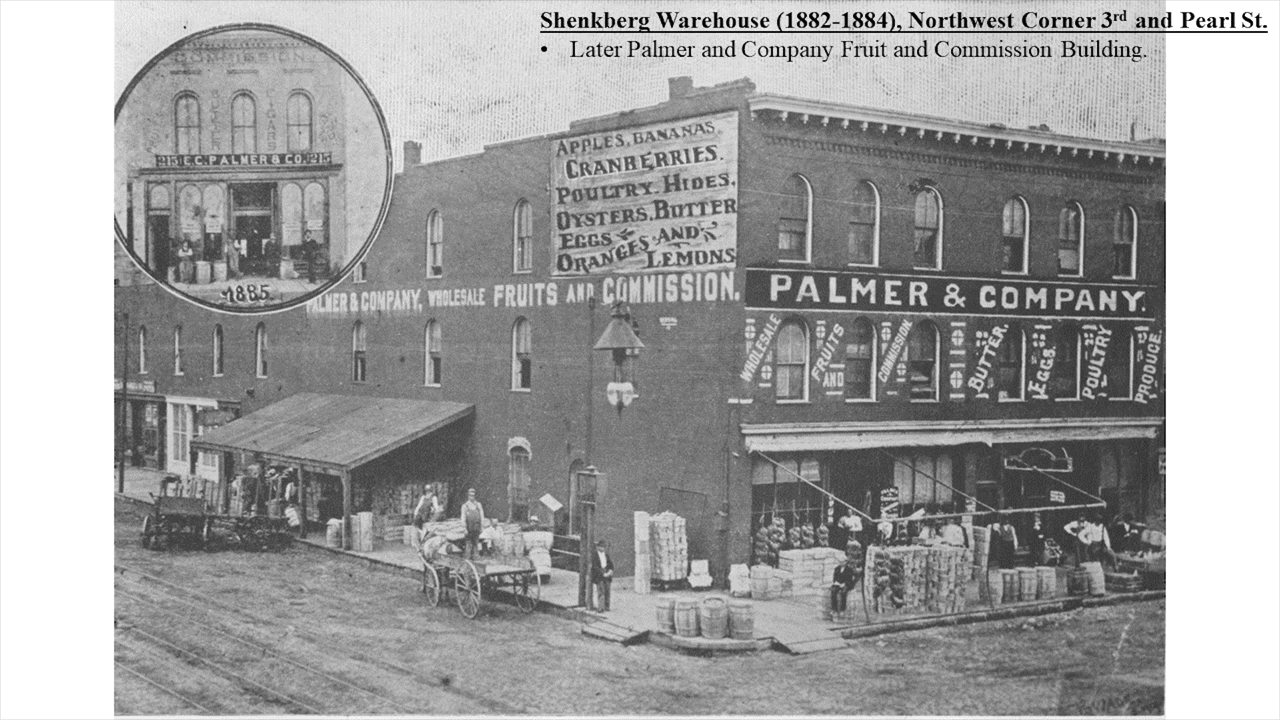 Shenkberg Warehouse (1882-1884), Northwest Corner 3rd and Pearl St.
• Later Palmer and Company Fruit and Commission Building.
COMMISSION
BUTTER
CIGARS
215 E.C. PALMER & CO. 215
1885
APPLES, BANANAS,
CRANBERRIES.
POULTRY. HIDES.
OYSTERS. BUTTER
EGGS AND
ORANGES
LEMONS
PALMER & COMPANY, WHOLESALE FRUITS AND COMMISSION.
PALMER & COMPANY.
WHOLESALE FRUITS AND COMMISSION BUTTER. EGGS. POULTRY PRODUCE.